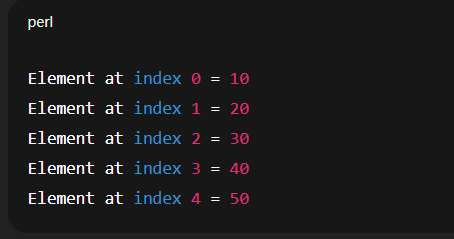 perl
Element at index 0 = 10
Element at index 1 = 20
Element at index 2 = 30
Element at index 3 = 40
Element at index 4 = 50